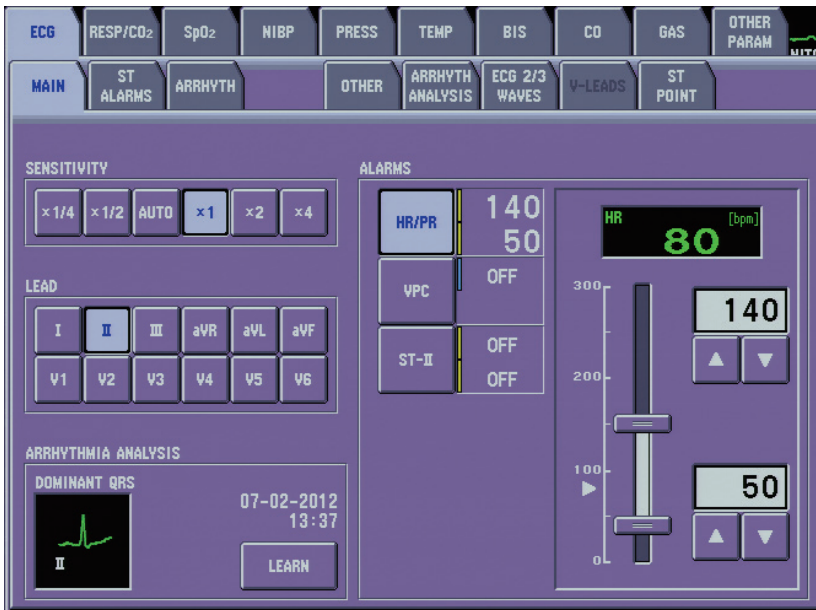 ECG RESP/CO2 SpO2 NIBP PRESS TEMP BIS CO GAS OTHER PARAM
MAIN ST ALARMS ARRHYTH OTHER ARRHYTH ANALYSIS ECG 2/3 WAVES V-LEADS ST POINT
SENSITIVITY
×1/4 ×1/2 AUTO ×1 ×2 ×4
LEAD
I II III aVR aVL aVF
V1 V2 V3 V4 V5 V6
ARRHYTHMIA ANALYSIS
DOMINANT QRS
II
07-02-2012
13:37
LEARN
ALARMS
HR/PR 140
50
VPC OFF
ST-II OFF
OFF
HR [bpm]
80
300
200
100
0
140
50